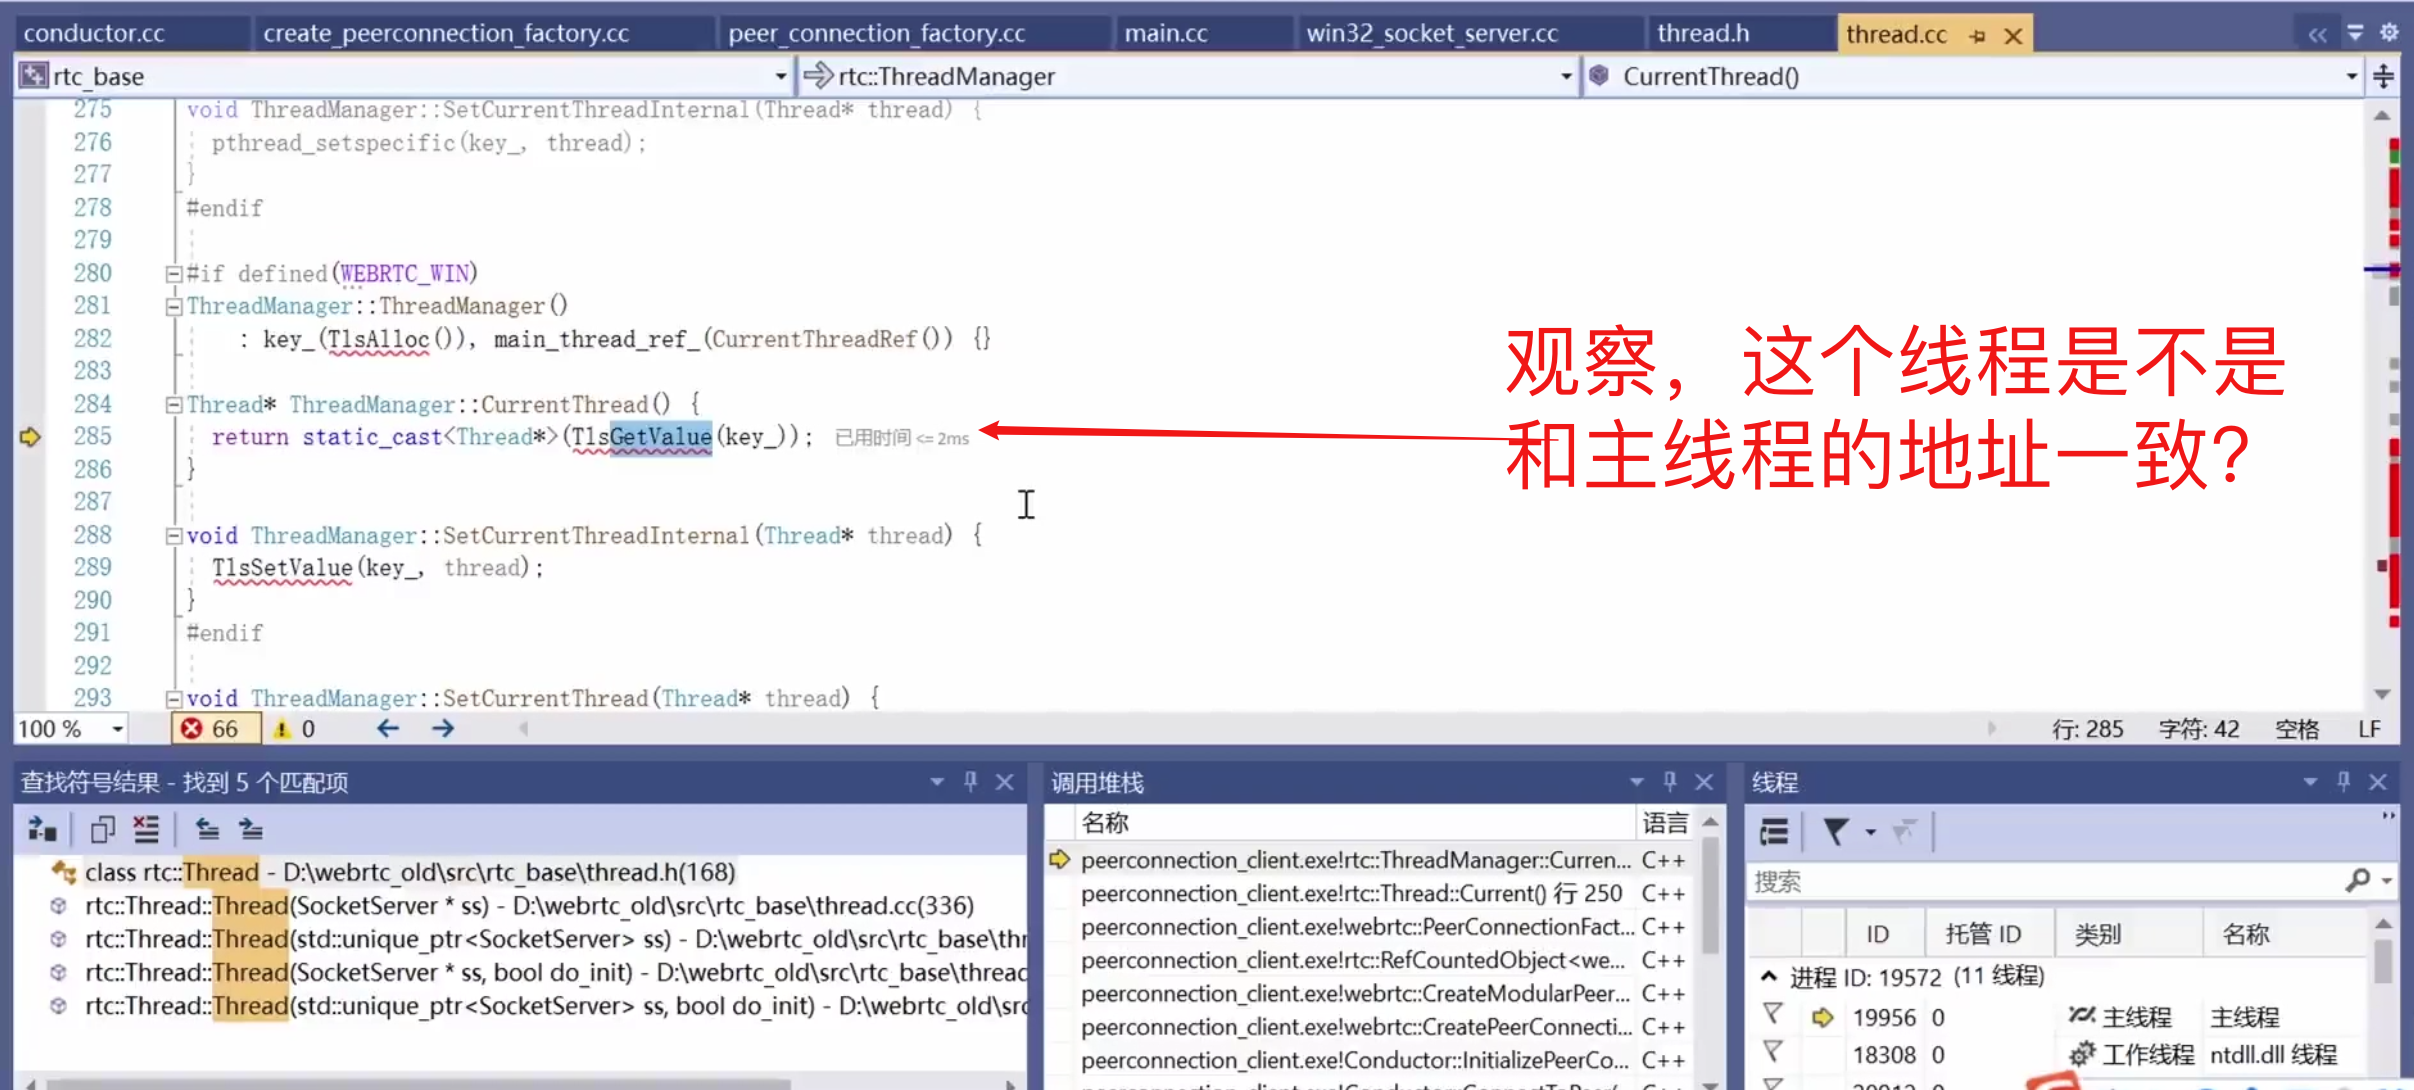 conductor.cc create_peerconnection_factory.cc peer_connection_factory.cc main.cc win32_socket_server.cc thread.h thread.cc
rtc_base rtc::ThreadManager CurrentThread()
275 void ThreadManager::SetCurrentThreadInternal(Thread* thread) {
276 pthread_setspecific(key_, thread);
277 }
278 #endif
279
280 #if defined(WEBRTC_WIN)
281 ThreadManager::ThreadManager()
282 : key_(TlsAlloc()), main_thread_ref_(CurrentThreadRef()) {}
283
284 Thread* ThreadManager::CurrentThread() {
285 return static_cast<Thread*>(TlsGetValue(key_)); 已用时间 <= 2ms
286 }
287
288 void ThreadManager::SetCurrentThreadInternal(Thread* thread) {
289 TlsSetValue(key_, thread);
290 }
291 #endif
292
293 void ThreadManager::SetCurrentThread(Thread* thread) {
观察，这个线程是不是
和主线程的地址一致？
100 % 66 0 行: 285 字符: 42 空格 LF
查找符号结果 - 找到 5 个匹配项
class rtc::Thread - D:\webrtc_old\src\rtc_base\thread.h(168)
rtc::Thread::Thread(SocketServer * ss) - D:\webrtc_old\src\rtc_base\thread.cc(336)
rtc::Thread::Thread(std::unique_ptr<SocketServer> ss) - D:\webrtc_old\src\rtc_base\thr
rtc::Thread::Thread(SocketServer * ss, bool do_init) - D:\webrtc_old\src\rtc_base\thread
rtc::Thread::Thread(std::unique_ptr<SocketServer> ss, bool do_init) - D:\webrtc_old\src
调用堆栈
名称 语言
peerconnection_client.exe!rtc::ThreadManager::Curren... C++
peerconnection_client.exe!rtc::Thread::Current() 行 250 C++
peerconnection_client.exe!webrtc::PeerConnectionFact... C++
peerconnection_client.exe!rtc::RefCountedObject<we... C++
peerconnection_client.exe!webrtc::CreateModularPeer... C++
peerconnection_client.exe!webrtc::CreatePeerConnecti... C++
peerconnection_client.exe!Conductor::InitializePeerCo... C++
线程
搜索
ID 托管 ID 类别 名称
进程 ID: 19572 (11 线程)
19956 0 主线程 主线程
18308 0 工作线程 ntdll.dll 线程